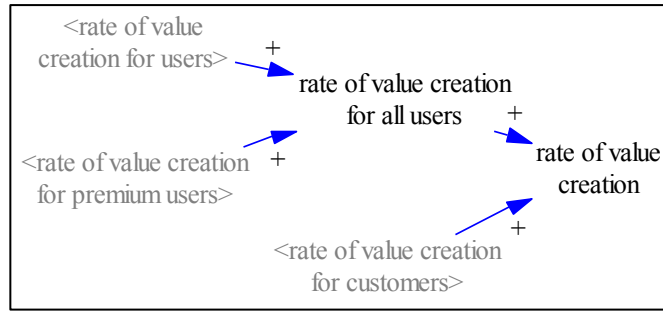 <rate of value
creation for users>
+
rate of value creation
for all users
+
<rate of value creation
for premium users>
+
rate of value
creation
+
<rate of value creation
for customers>